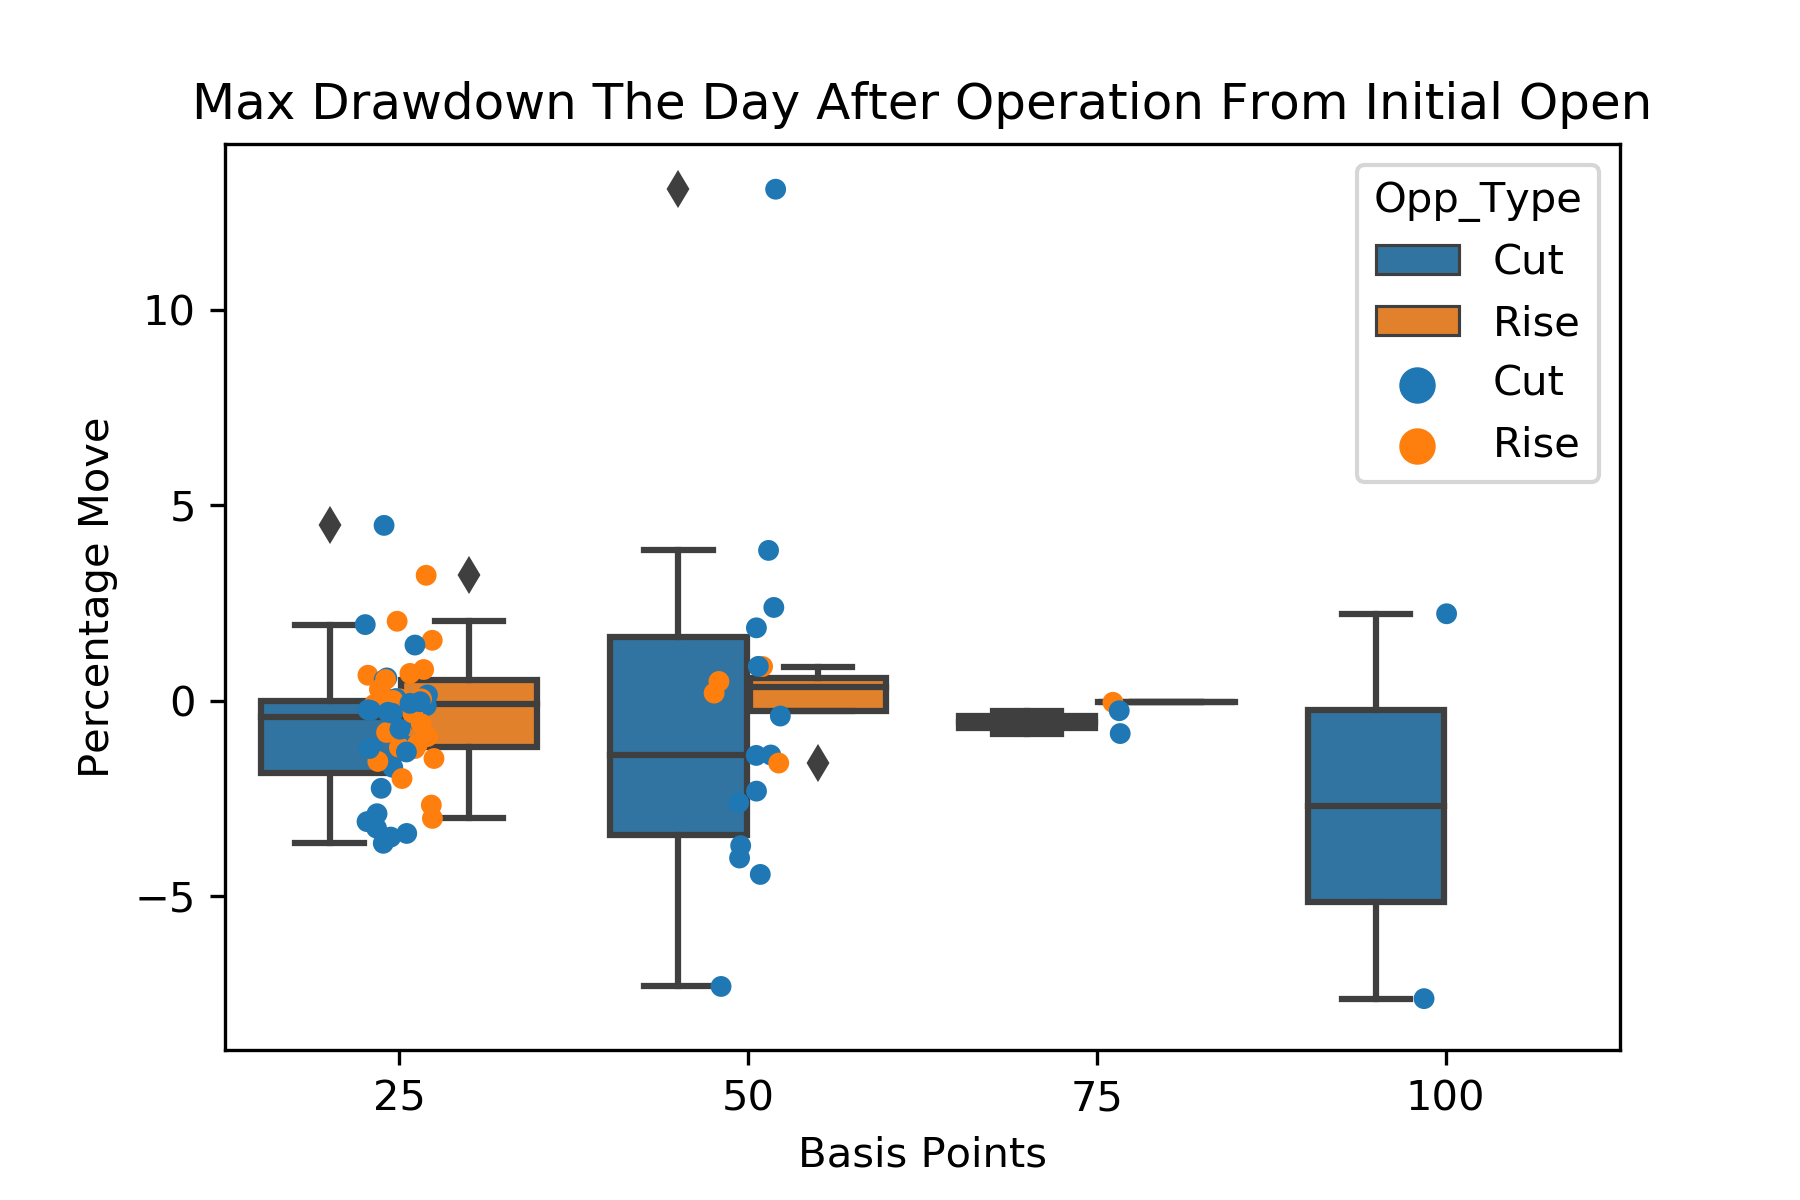 Max Drawdown The Day After Operation From Initial Open
Opp_Type
Cut
Rise
Cut
Rise
Percentage Move
10
5
0
−5
25 50 75 100
Basis Points